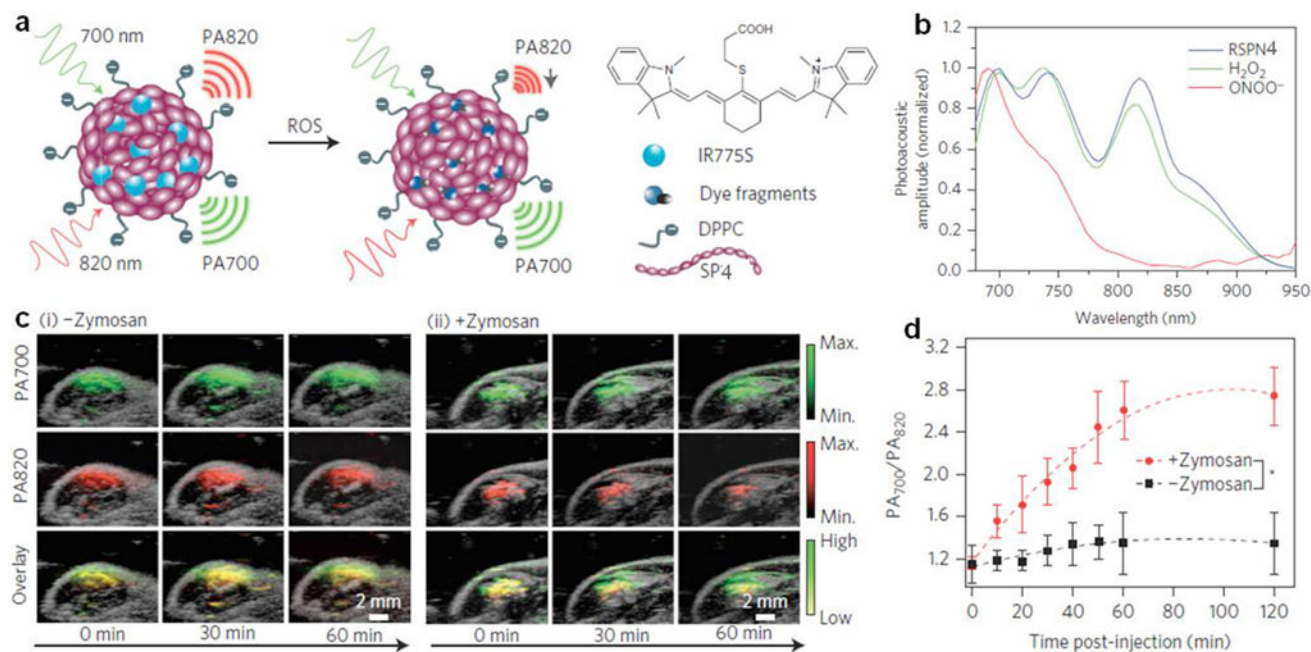 a
700 nm
PA820
820 nm
PA700
ROS
PA820
PA700
COOH
S
N
N
+
IR775S
Dye fragments
DPPC
SP4
b
Photoacoustic
amplitude (normalized)
1.2
1.0
0.8
0.6
0.4
0.2
0.0
RSPN4
H₂O₂
ONOO⁻
700 750 800 850 900 950
Wavelength (nm)
c (i) −Zymosan
(ii) +Zymosan
PA700
PA820
Overlay
Max.
Min.
Max.
Min.
High
Low
2 mm
2 mm
0 min 30 min 60 min
0 min 30 min 60 min
d
PA₇₀₀/PA₈₂₀
3.2
2.8
2.4
2.0
1.6
1.2
+Zymosan
−Zymosan
*
0 20 40 60 80 100 120
Time post-injection (min)